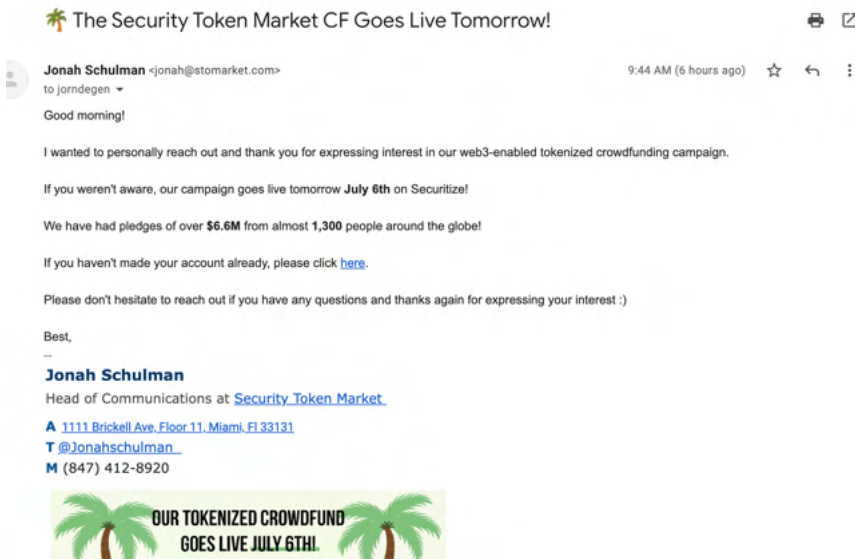 🌴 The Security Token Market CF Goes Live Tomorrow!
Jonah Schulman <jonah@stomarket.com>
9:44 AM (6 hours ago)
to jorndegen
Good morning!
I wanted to personally reach out and thank you for expressing interest in our web3-enabled tokenized crowdfunding campaign.
If you weren't aware, our campaign goes live tomorrow July 6th on Securitize!
We have had pledges of over $6.6M from almost 1,300 people around the globe!
If you haven't made your account already, please click here.
Please don't hesitate to reach out if you have any questions and thanks again for expressing your interest :)
Best,
--
Jonah Schulman
Head of Communications at Security Token Market
A 1111 Brickell Ave, Floor 11, Miami, Fl 33131
T @Jonahschulman
M (847) 412-8920
OUR TOKENIZED CROWDFUND
GOES LIVE JULY 6TH!